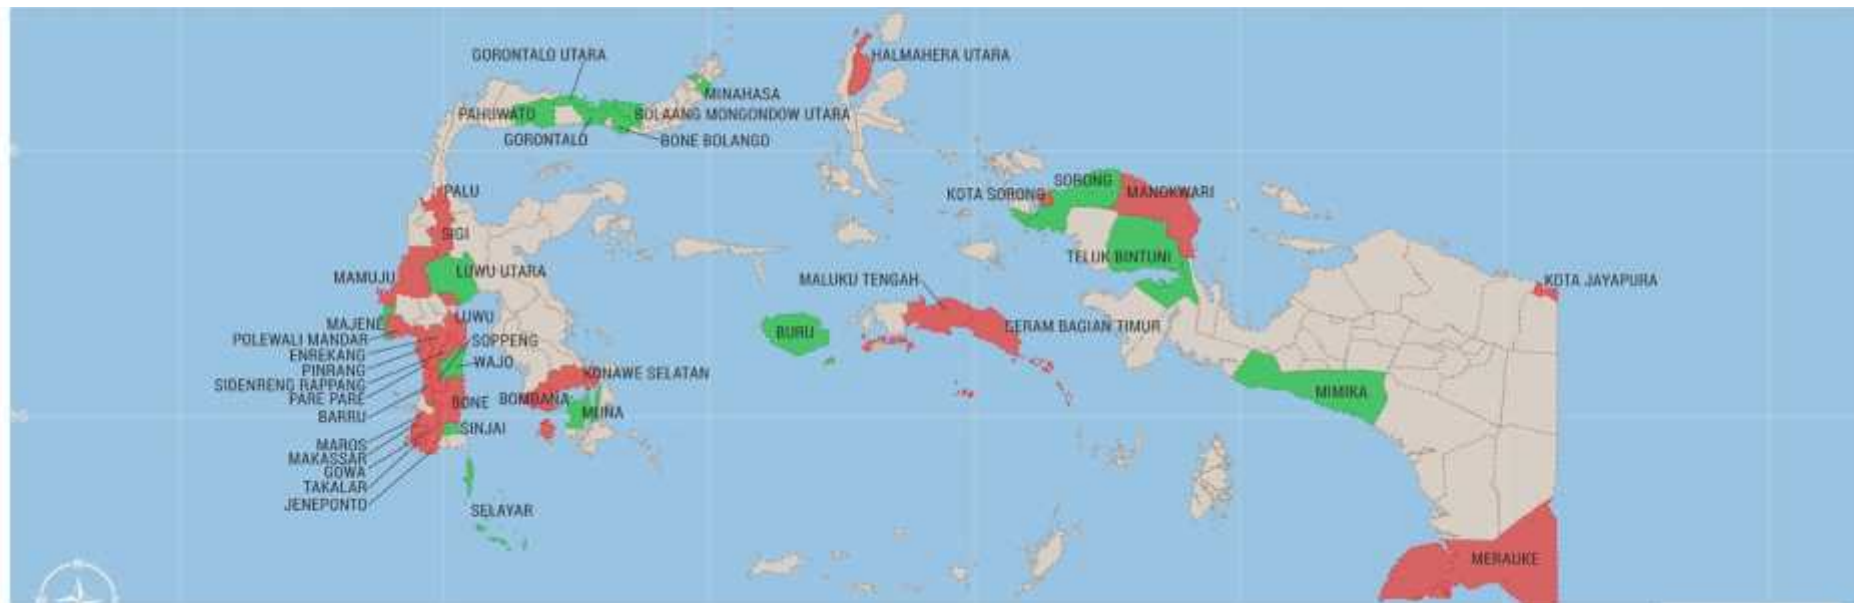 GORONTALO UTARA
HALMAHERA UTARA
MINAHASA
PAHUWATO
BOLAANG MONGONDOW UTARA
GORONTALO
BONE BOLANGO
PALU
SORONG
KOTA SORONG
MANOKWARI
SIGI
TELUK BINTUNI
MAMUJU
LUWU UTARA
MALUKU TENGAH
KOTA JAYAPURA
MAJENE
LUWU
BURU
CERAM BAGIAN TIMUR
POLEWALI MANDAR
SOPPENG
ENREKANG
WAJO
PINRANG
KONAWE SELATAN
SIDENRENG RAPPANG
MIMIKA
PARE PARE
BOMBANA
BONE
MUNA
BARRU
SINJAI
MAROS
MAKASSAR
GOWA
TAKALAR
JENEPONTO
SELAYAR
MERAUKE